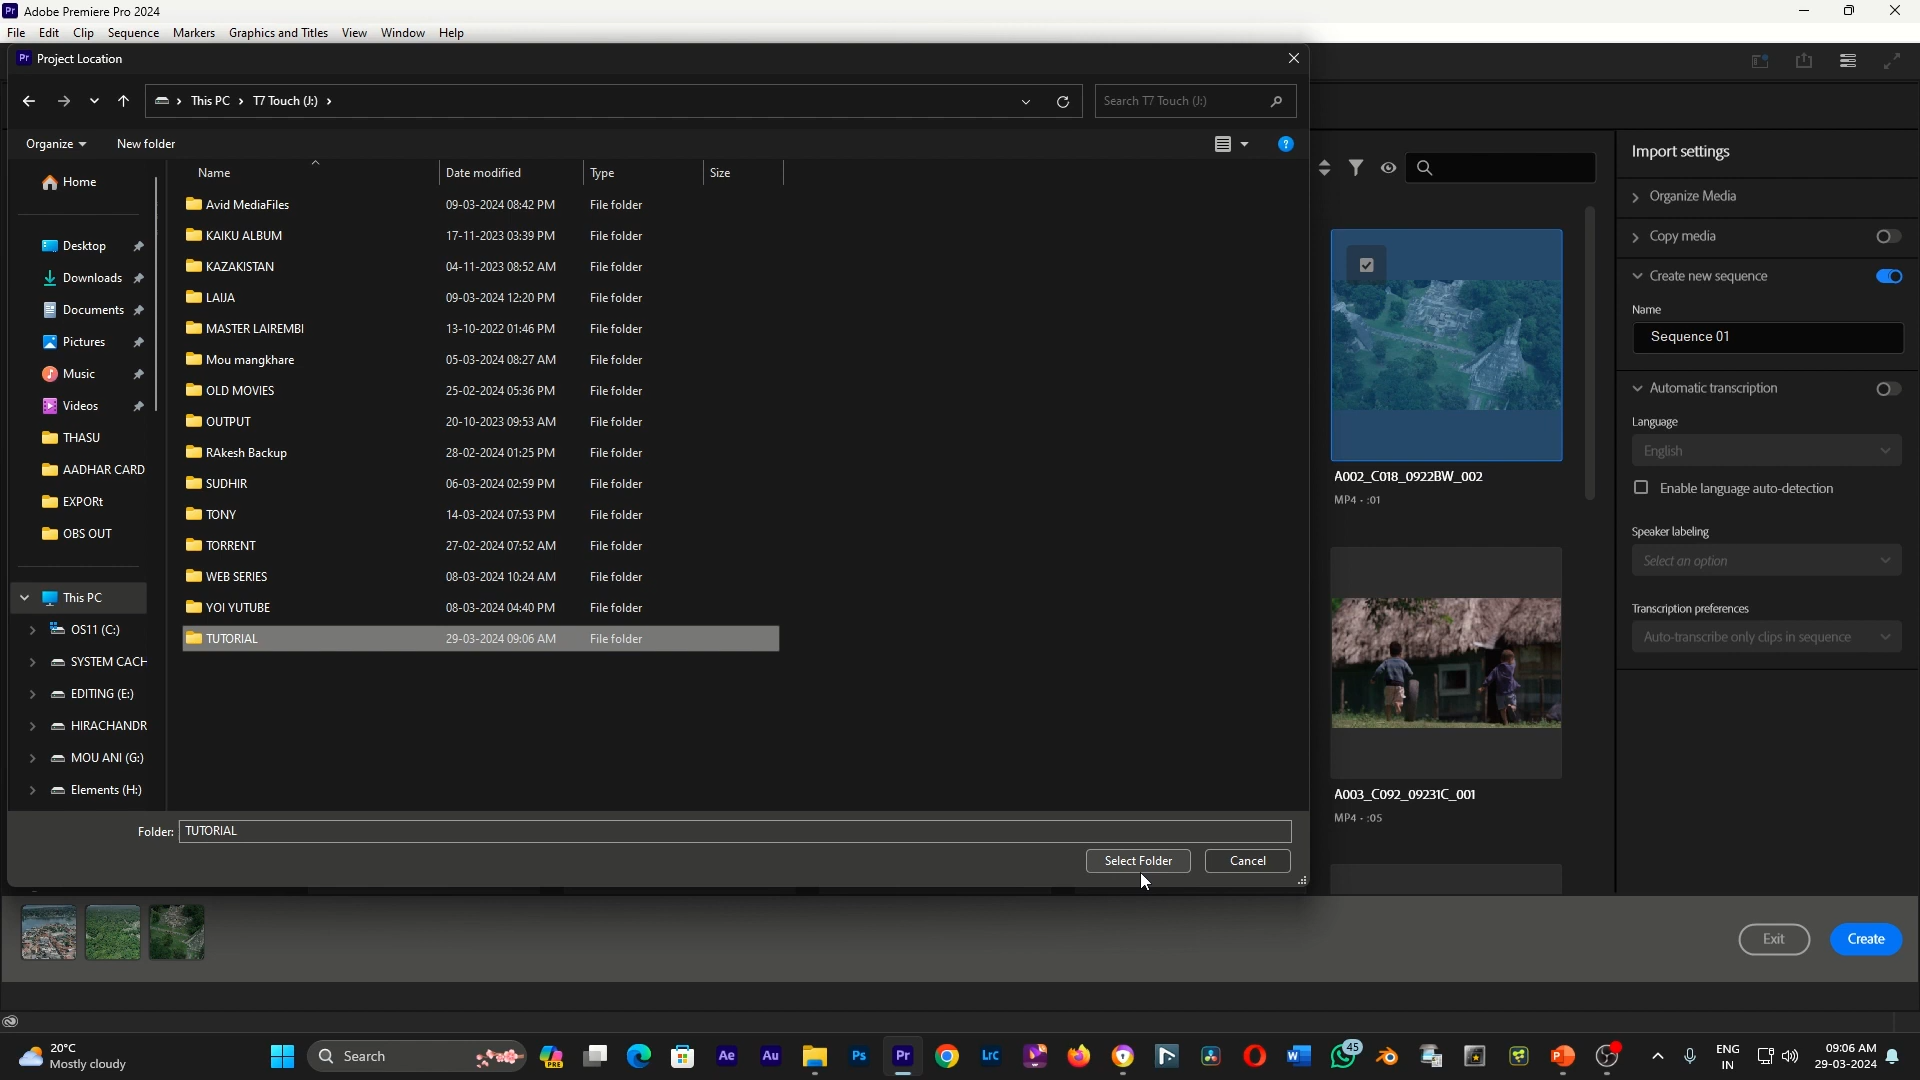 Pr Adobe Premiere Pro 2024
File Edit Clip Sequence Markers Graphics and Titles View Window Help
Pr Project Location
This PC > T7 Touch (J:) >
Search T7 Touch (J:)
Organize New folder
Name Date modified Type Size
Home
Desktop
Downloads
Documents
Pictures
Music
Videos
THASU
AADHAR CARD
EXPORt
OBS OUT
This PC
OS11 (C:)
SYSTEM CACH
EDITING (E:)
HIRACHANDR
MOU ANI (G:)
Elements (H:)
Avid MediaFiles 09-03-2024 08:42 PM File folder
KAIKU ALBUM 17-11-2023 03:39 PM File folder
KAZAKISTAN 04-11-2023 08:52 AM File folder
LAIJA 09-03-2024 12:20 PM File folder
MASTER LAIREMBI 13-10-2022 01:46 PM File folder
Mou mangkhare 05-03-2024 08:27 AM File folder
OLD MOVIES 25-02-2024 05:36 PM File folder
OUTPUT 20-10-2023 09:53 AM File folder
RAkesh Backup 28-02-2024 01:25 PM File folder
SUDHIR 06-03-2024 02:59 PM File folder
TONY 14-03-2024 07:53 PM File folder
TORRENT 27-02-2024 07:52 AM File folder
WEB SERIES 08-03-2024 10:24 AM File folder
YOI YUTUBE 08-03-2024 04:40 PM File folder
TUTORIAL 29-03-2024 09:06 AM File folder
Folder: TUTORIAL
Select Folder Cancel
A002_C018_0922BW_002
MP4 - :01
A003_C092_09231C_001
MP4 - :05
Import settings
Organize Media
Copy media
Create new sequence
Name
Sequence 01
Automatic transcription
Language
English
Enable language auto-detection
Speaker labeling
Select an option
Transcription preferences
Auto-transcribe only clips in sequence
Exit Create
20°C
Mostly cloudy
Search
PRE
Ae
Au
Ps
Pr
Lrc
45
ENG
IN
09:06 AM
29-03-2024